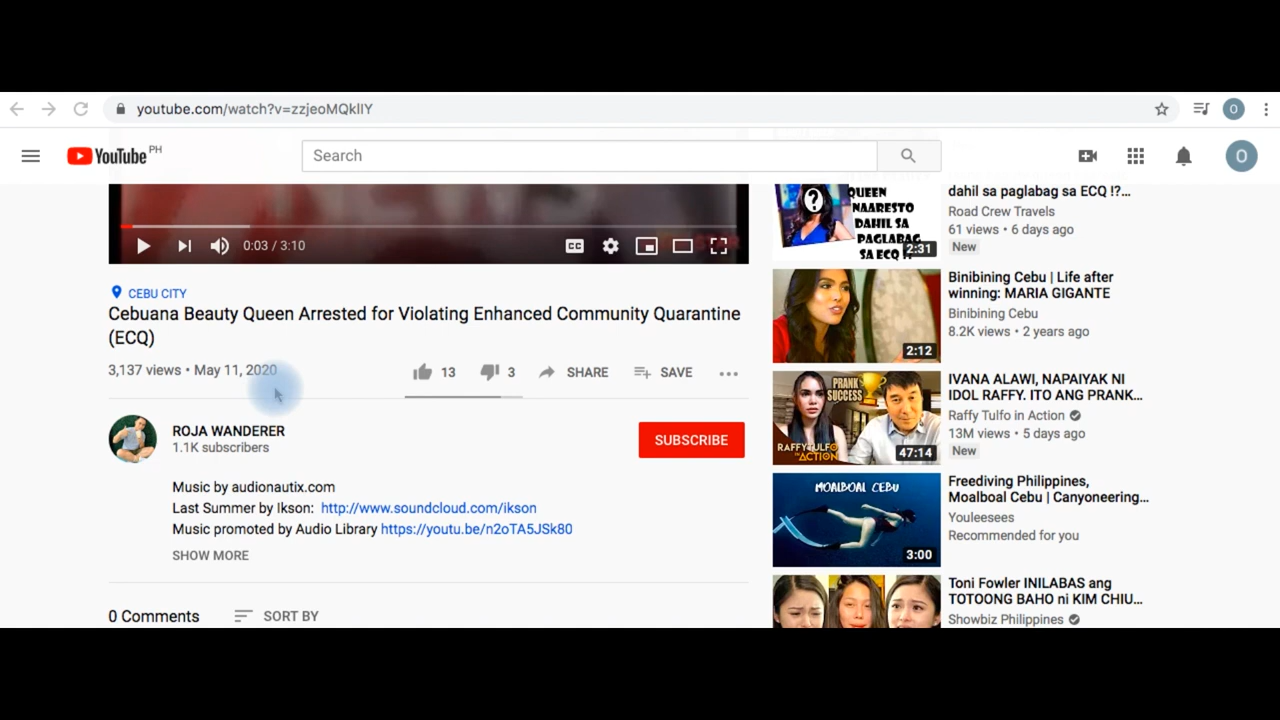 youtube.com/watch?v=zzjeoMQklIY
O
YouTube PH
Search
O
NEWS
0:03 / 3:10
CC
CEBU CITY
Cebuana Beauty Queen Arrested for Violating Enhanced Community Quarantine
(ECQ)
3,137 views • May 11, 2020
13
3
SHARE
SAVE
ROJA WANDERER
1.1K subscribers
SUBSCRIBE
Music by audionautix.com
Last Summer by Ikson: http://www.soundcloud.com/ikson
Music promoted by Audio Library https://youtu.be/n2oTA5JSk80
SHOW MORE
0 Comments
SORT BY
?
QUEEN
NAARESTO
DAHIL SA
PAGLABAG
SA ECQ !?
2:31
dahil sa paglabag sa ECQ !?...
Road Crew Travels
61 views • 6 days ago
New
2:12
Binibining Cebu | Life after
winning: MARIA GIGANTE
Binibining Cebu
8.2K views • 2 years ago
PRANK
SUCCESS
RAFFY TULFO
IN ACTION
47:14
IVANA ALAWI, NAPAIYAK NI
IDOL RAFFY. ITO ANG PRANK...
Raffy Tulfo in Action
13M views • 5 days ago
New
MOALBOAL CEBU
3:00
Freediving Philippines,
Moalboal Cebu | Canyoneering...
Youleesees
Recommended for you
Toni Fowler INILABAS ang
TOTOONG BAHO ni KIM CHIU...
Showbiz Philippines